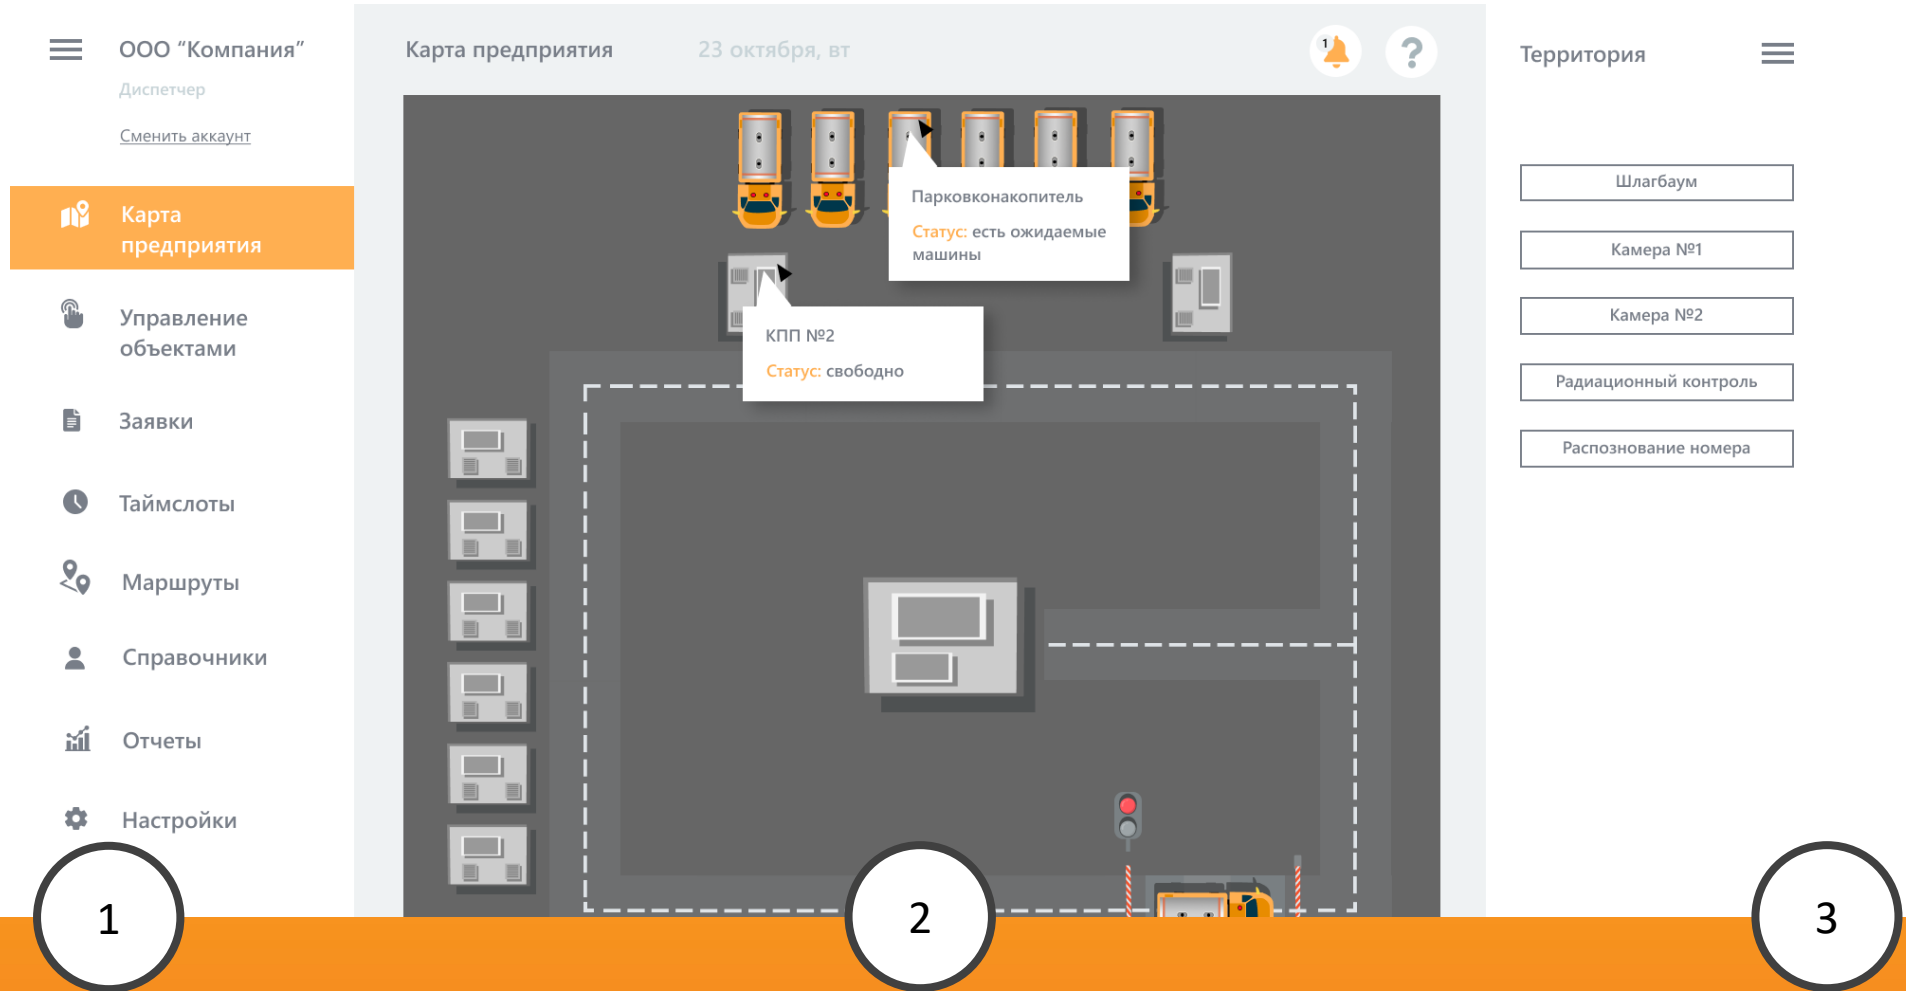 ООО “Компания”
Диспетчер
Сменить аккаунт
Карта
предприятия
Управление
объектами
Заявки
Таймслоты
Маршруты
Справочники
Отчеты
Настройки
1
Карта предприятия
23 октября, вт
1
?
Парковконакопитель
Статус: есть ожидаемые
машины
КПП №2
Статус: свободно
2
Территория
Шлагбаум
Камера №1
Камера №2
Радиационный контроль
Распознование номера
3